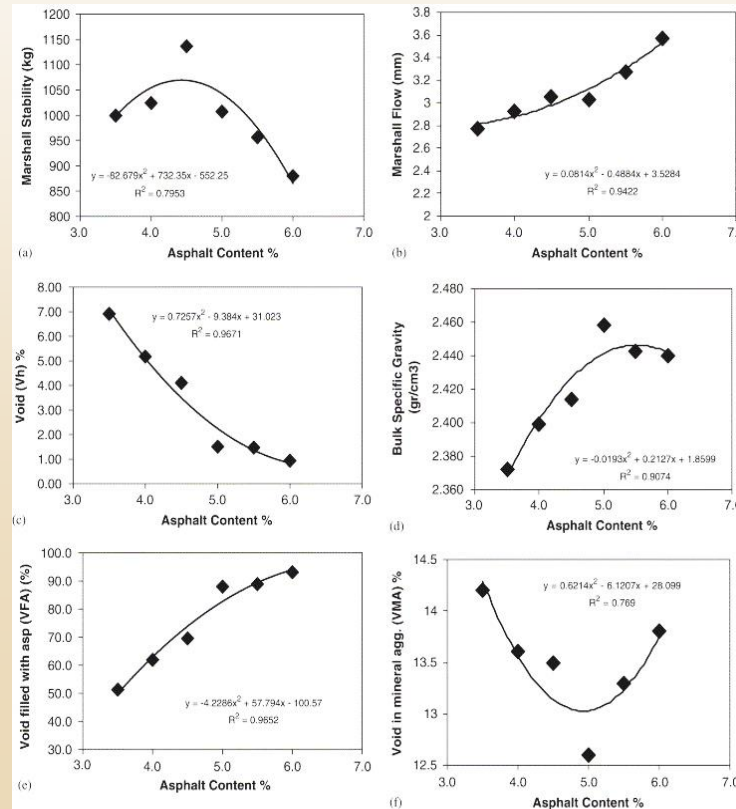 Marshall Stability (kg)
1200
1150
1100
1050
1000
950
900
850
800
y = -82.679x² + 732.35x - 552.25
R² = 0.7953
3.0 4.0 5.0 6.0 7.0
(a) Asphalt Content %
Marshall Flow (mm)
3.8
3.6
3.4
3.2
3
2.8
2.6
2.4
2.2
2
y = 0.0814x² - 0.4884x + 3.5284
R² = 0.9422
3.0 4.0 5.0 6.0 7.0
(b) Asphalt Content %
Void (Vh) %
8.00
7.00
6.00
5.00
4.00
3.00
2.00
1.00
0.00
y = 0.7257x² - 9.384x + 31.023
R² = 0.9671
3.0 4.0 5.0 6.0 7.0
(c) Asphalt Content %
Bulk Specific Gravity
(gr/cm3)
2.480
2.460
2.440
2.420
2.400
2.380
2.360
y = -0.0193x² + 0.2127x + 1.8599
R² = 0.9074
3.0 4.0 5.0 6.0 7.0
(d) Asphalt Content %
Void filled with asp (VFA) (%)
100.0
90.0
80.0
70.0
60.0
50.0
40.0
30.0
y = -4.2286x² + 57.794x - 100.57
R² = 0.9652
3.0 4.0 5.0 6.0 7.0
(e) Asphalt Content %
Void in mineral agg. (VMA) %
14.5
14
13.5
13
12.5
y = 0.6214x² - 6.1207x + 28.099
R² = 0.769
3.0 4.0 5.0 6.0 7.0
(f) Asphalt Content %